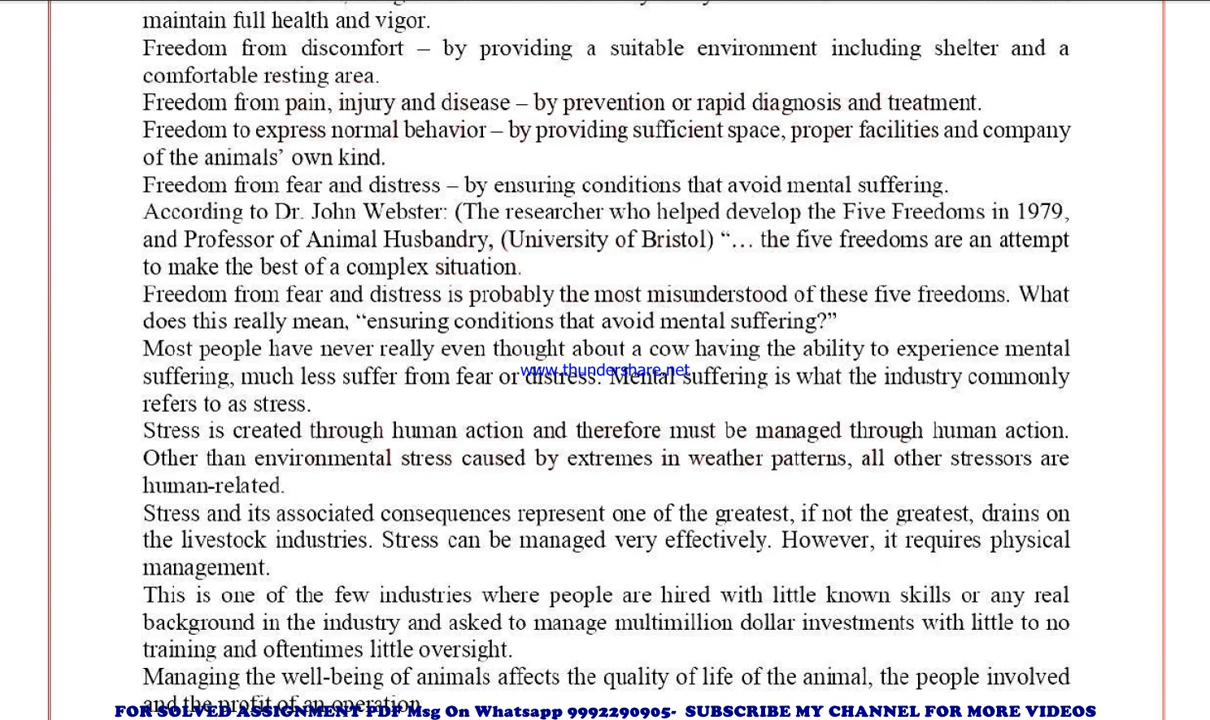 maintain full health and vigor.
Freedom from discomfort – by providing a suitable environment including shelter and a
comfortable resting area.
Freedom from pain, injury and disease – by prevention or rapid diagnosis and treatment.
Freedom to express normal behavior – by providing sufficient space, proper facilities and company
of the animals’ own kind.
Freedom from fear and distress – by ensuring conditions that avoid mental suffering.
According to Dr. John Webster: (The researcher who helped develop the Five Freedoms in 1979,
and Professor of Animal Husbandry, (University of Bristol) “… the five freedoms are an attempt
to make the best of a complex situation.
Freedom from fear and distress is probably the most misunderstood of these five freedoms. What
does this really mean, “ensuring conditions that avoid mental suffering?”
Most people have never really even thought about a cow having the ability to experience mental
suffering, much less suffer from fear or distress. Mental suffering is what the industry commonly
www.thundershare.net
refers to as stress.
Stress is created through human action and therefore must be managed through human action.
Other than environmental stress caused by extremes in weather patterns, all other stressors are
human-related.
Stress and its associated consequences represent one of the greatest, if not the greatest, drains on
the livestock industries. Stress can be managed very effectively. However, it requires physical
management.
This is one of the few industries where people are hired with little known skills or any real
background in the industry and asked to manage multimillion dollar investments with little to no
training and oftentimes little oversight.
Managing the well-being of animals affects the quality of life of the animal, the people involved
and the profit of an operation
FOR SOLVED ASSIGNMENT PDF Msg On Whatsapp 9992290905- SUBSCRIBE MY CHANNEL FOR MORE VIDEOS